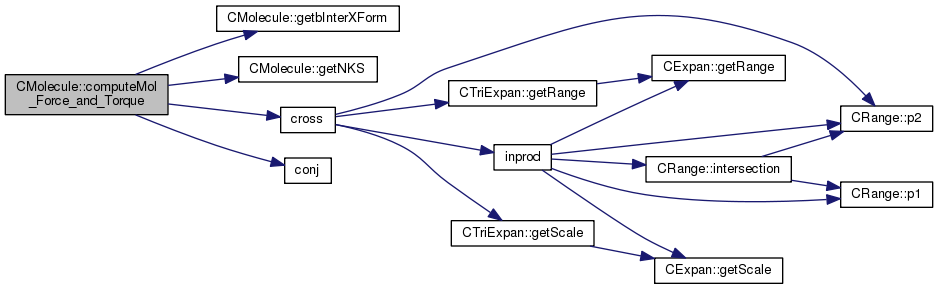 CMolecule::computeMol
_Force_and_Torque
CMolecule::getbInterXForm
CMolecule::getNKS
cross
conj
CTriExpan::getRange
inprod
CTriExpan::getScale
CExpan::getRange
CRange::intersection
CExpan::getScale
CRange::p2
CRange::p1